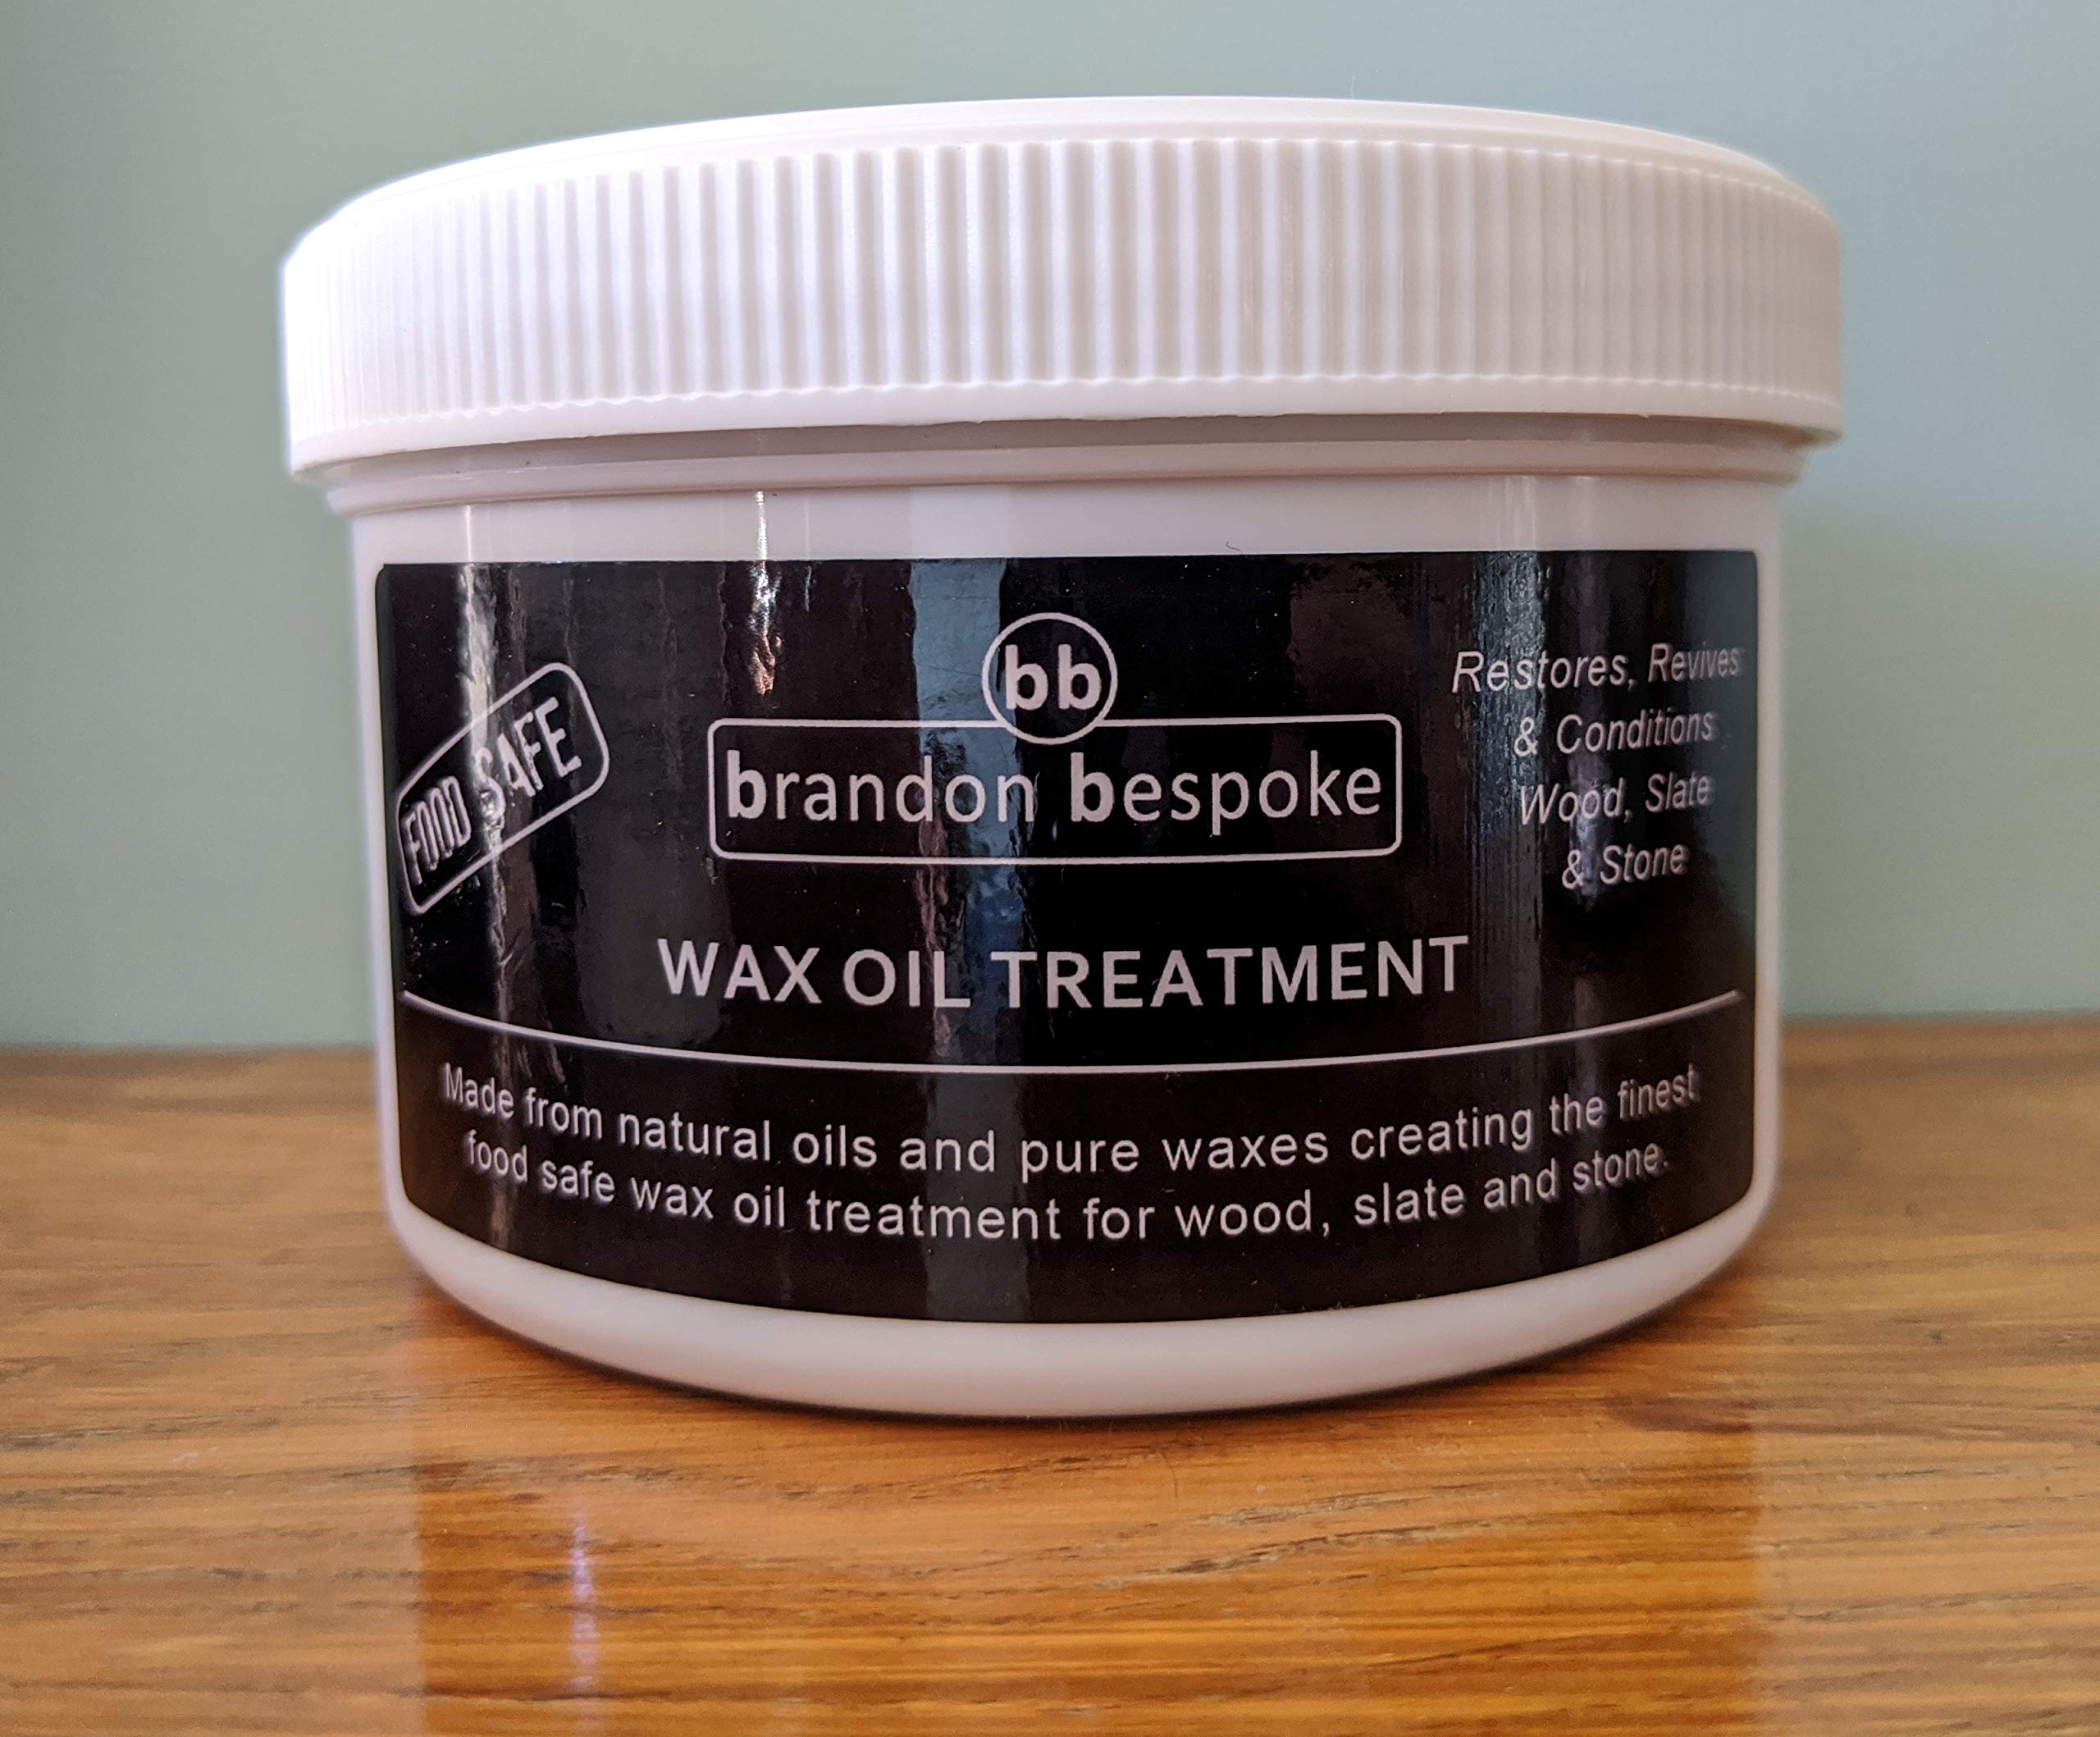 FOOD SAFE
bb
brandon bespoke
Restores, Revives
& Conditions
Wood, Slate
& Stone
WAX OIL TREATMENT
Made from natural oils and pure waxes creating the finest
food safe wax oil treatment for wood, slate and stone.